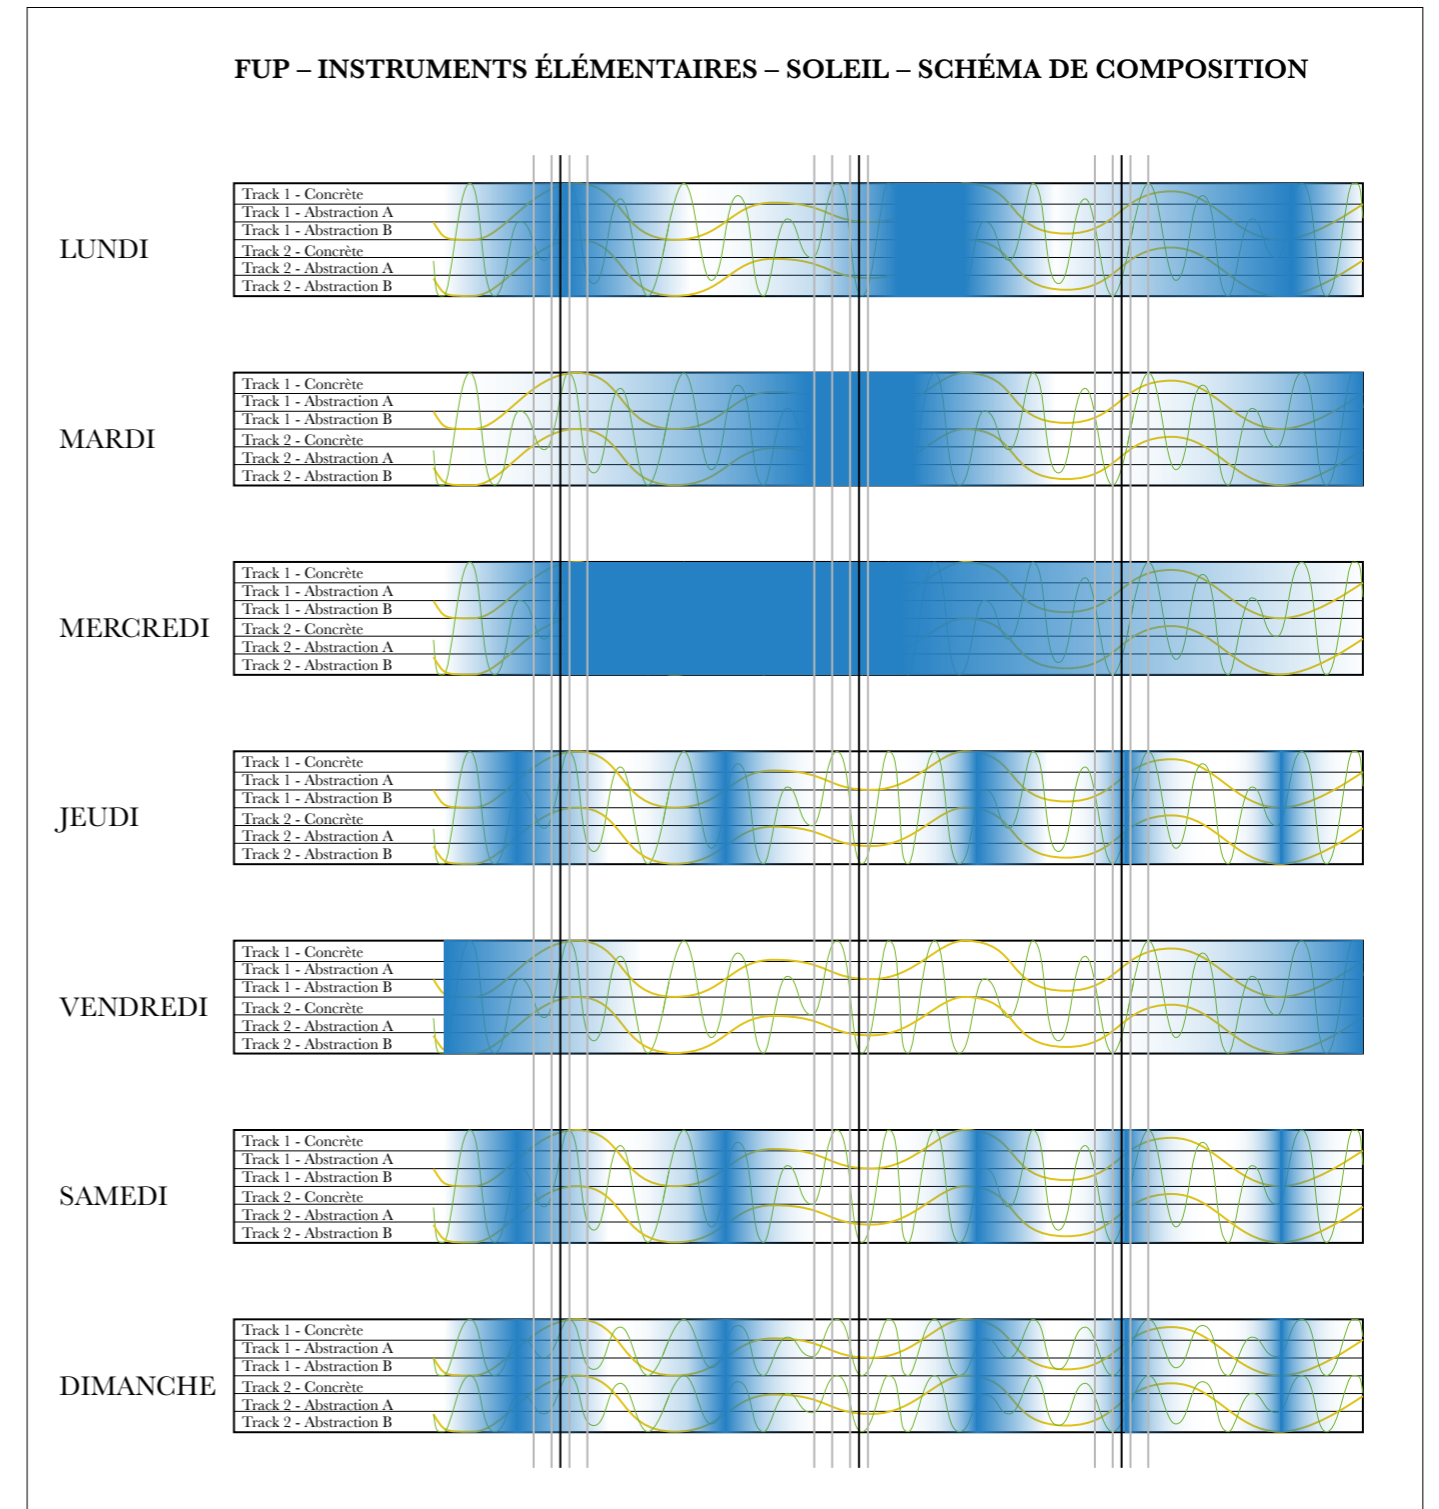 FUP – INSTRUMENTS ÉLÉMENTAIRES – SOLEIL – SCHÉMA DE COMPOSITION
LUNDI
Track 1 - Concrète
Track 1 - Abstraction A
Track 1 - Abstraction B
Track 2 - Concrète
Track 2 - Abstraction A
Track 2 - Abstraction B
MARDI
Track 1 - Concrète
Track 1 - Abstraction A
Track 1 - Abstraction B
Track 2 - Concrète
Track 2 - Abstraction A
Track 2 - Abstraction B
MERCREDI
Track 1 - Concrète
Track 1 - Abstraction A
Track 1 - Abstraction B
Track 2 - Concrète
Track 2 - Abstraction A
Track 2 - Abstraction B
JEUDI
Track 1 - Concrète
Track 1 - Abstraction A
Track 1 - Abstraction B
Track 2 - Concrète
Track 2 - Abstraction A
Track 2 - Abstraction B
VENDREDI
Track 1 - Concrète
Track 1 - Abstraction A
Track 1 - Abstraction B
Track 2 - Concrète
Track 2 - Abstraction A
Track 2 - Abstraction B
SAMEDI
Track 1 - Concrète
Track 1 - Abstraction A
Track 1 - Abstraction B
Track 2 - Concrète
Track 2 - Abstraction A
Track 2 - Abstraction B
DIMANCHE
Track 1 - Concrète
Track 1 - Abstraction A
Track 1 - Abstraction B
Track 2 - Concrète
Track 2 - Abstraction A
Track 2 - Abstraction B